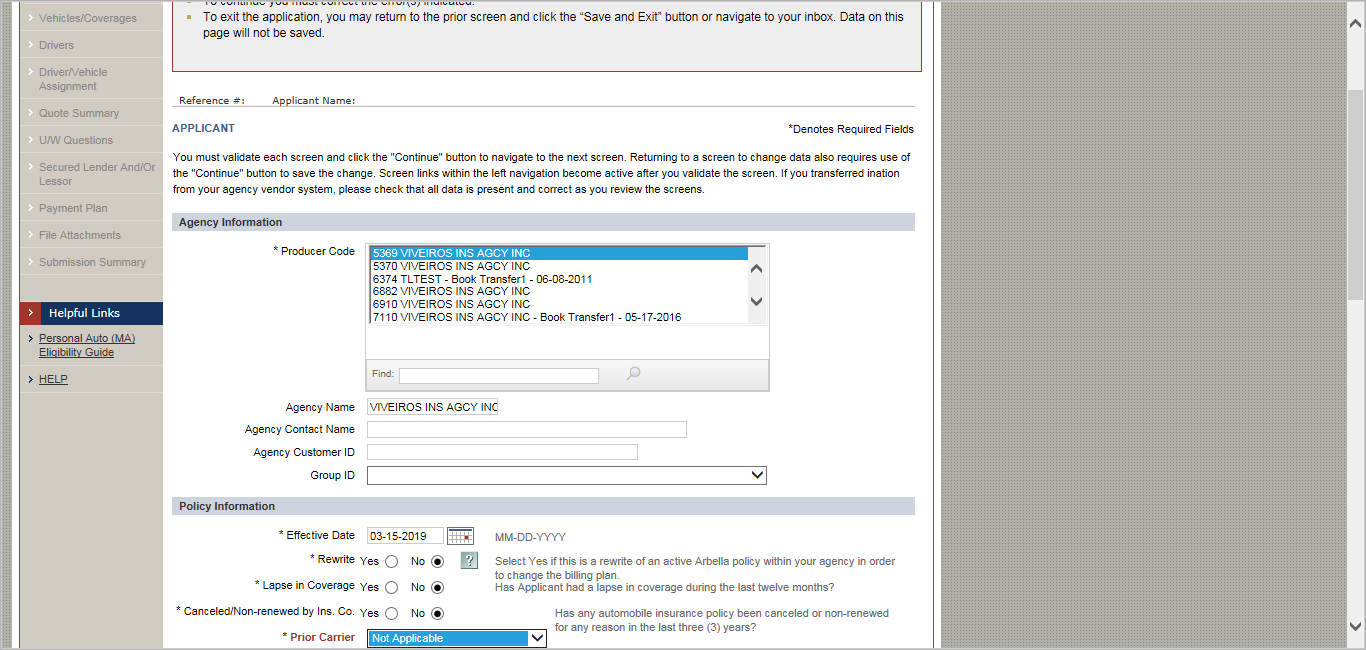 Vehicles/Coverages
Drivers
Driver/Vehicle
Assignment
Quote Summary
U/W Questions
Secured Lender And/Or
Lessor
Payment Plan
File Attachments
Submission Summary
Helpful Links
Personal Auto (MA)
Eligibility Guide
HELP
To continue you must correct the error(s) indicated.
To exit the application, you may return to the prior screen and click the “Save and Exit” button or navigate to your inbox. Data on this
page will not be saved.
Reference #: Applicant Name:
APPLICANT
*Denotes Required Fields
You must validate each screen and click the "Continue" button to navigate to the next screen. Returning to a screen to change data also requires use of
the "Continue" button to save the change. Screen links within the left navigation become active after you validate the screen. If you transferred ination
from your agency vendor system, please check that all data is present and correct as you review the screens.
Agency Information
* Producer Code
5369 VIVEIROS INS AGCY INC
5370 VIVEIROS INS AGCY INC
6374 TLTEST - Book Transfer1 - 06-08-2011
6882 VIVEIROS INS AGCY INC
6910 VIVEIROS INS AGCY INC
7110 VIVEIROS INS AGCY INC - Book Transfer1 - 05-17-2016
Find:
Agency Name VIVEIROS INS AGCY INC
Agency Contact Name
Agency Customer ID
Group ID
Policy Information
* Effective Date 03-15-2019 MM-DD-YYYY
* Rewrite Yes No ? Select Yes if this is a rewrite of an active Arbella policy within your agency in order
to change the billing plan.
* Lapse in Coverage Yes No Has Applicant had a lapse in coverage during the last twelve months?
* Canceled/Non-renewed by Ins. Co. Yes No Has any automobile insurance policy been canceled or non-renewed
for any reason in the last three (3) years?
* Prior Carrier Not Applicable